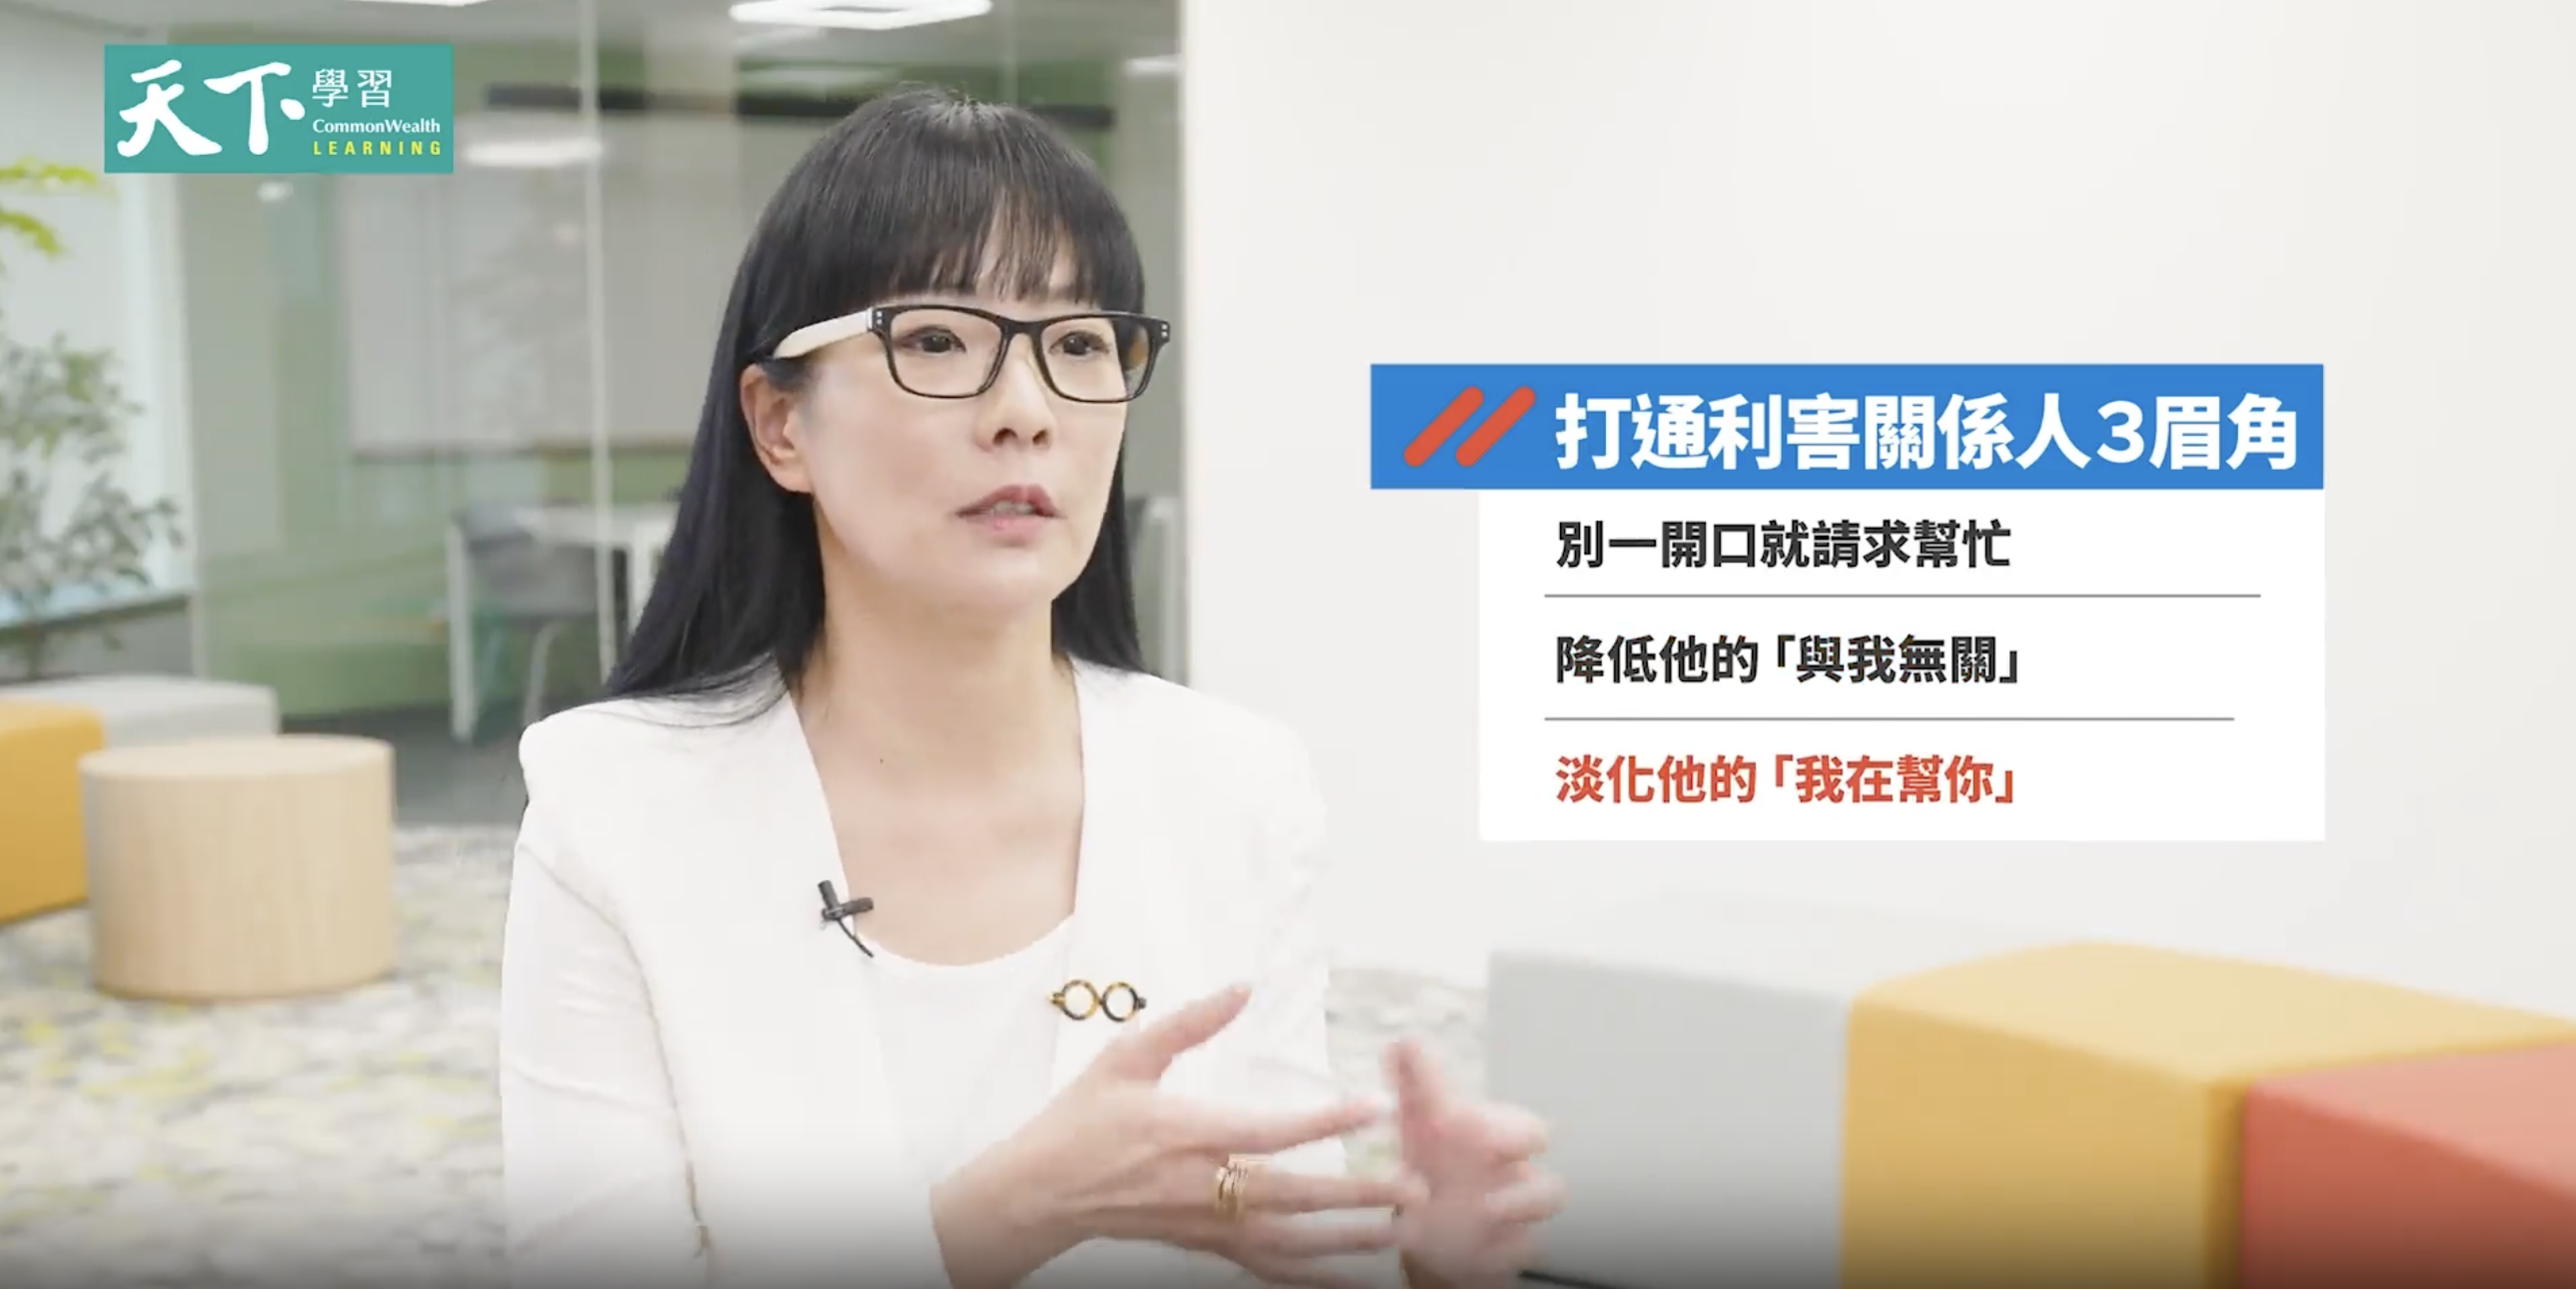 天下 學習
CommonWealth
LEARNING
打通利害關係人3眉角
別一開口就請求幫忙
降低他的「與我無關」
淡化他的「我在幫你」